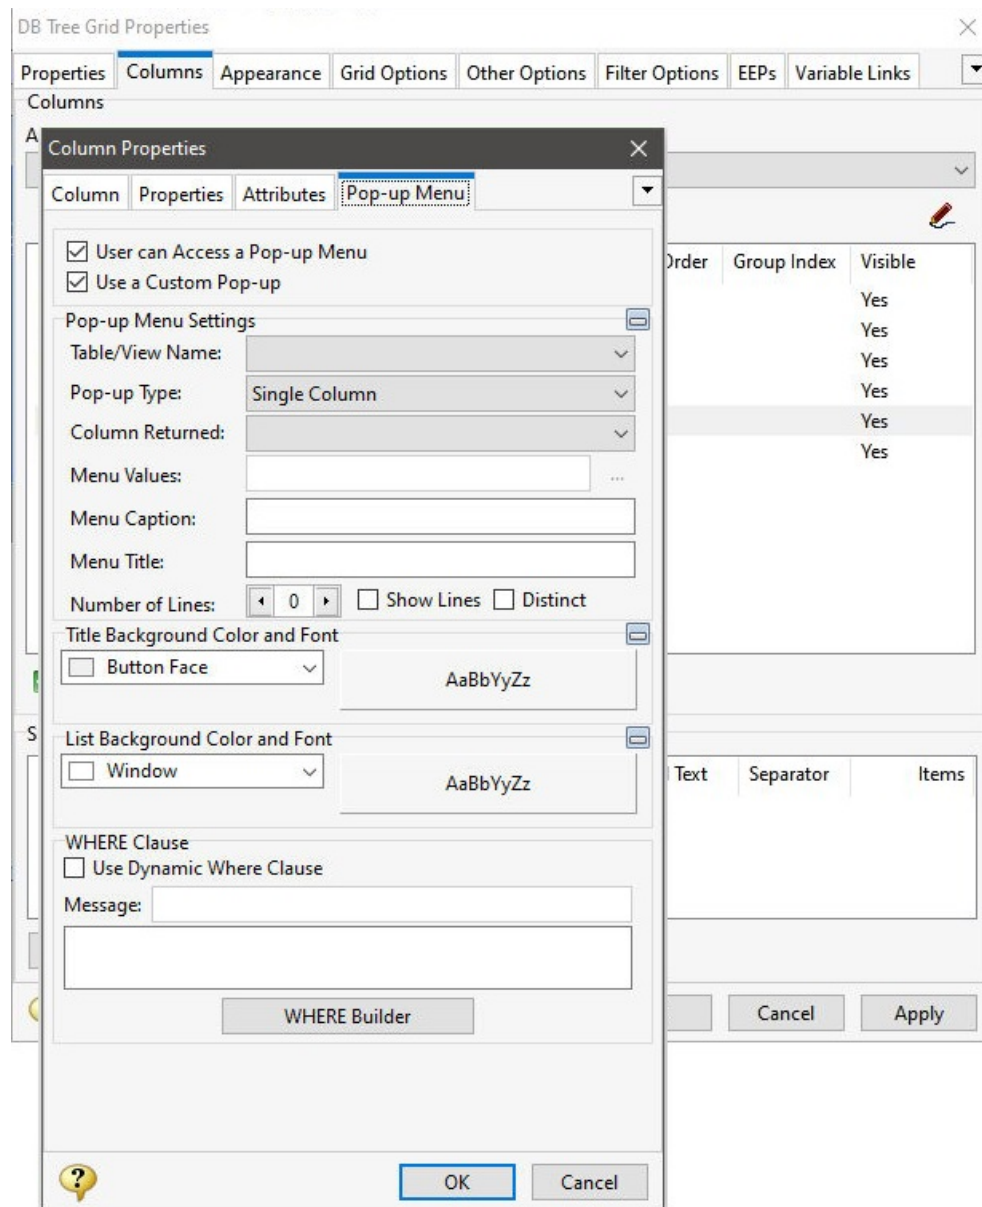 DB Tree Grid Properties
Properties Columns Appearance Grid Options Other Options Filter Options EEPs Variable Links
Columns
A
Column Properties
Column Properties Attributes Pop-up Menu
User can Access a Pop-up Menu
Use a Custom Pop-up
Order Group Index Visible
Yes
Yes
Yes
Yes
Yes
Yes
Pop-up Menu Settings
Table/View Name:
Pop-up Type: Single Column
Column Returned:
Menu Values: ...
Menu Caption:
Menu Title:
Number of Lines: 0 Show Lines Distinct
Title Background Color and Font
Button Face AaBbYyZz
S
List Background Color and Font
Window AaBbYyZz
Text Separator Items
WHERE Clause
Use Dynamic Where Clause
Message:
WHERE Builder
Cancel Apply
? OK Cancel